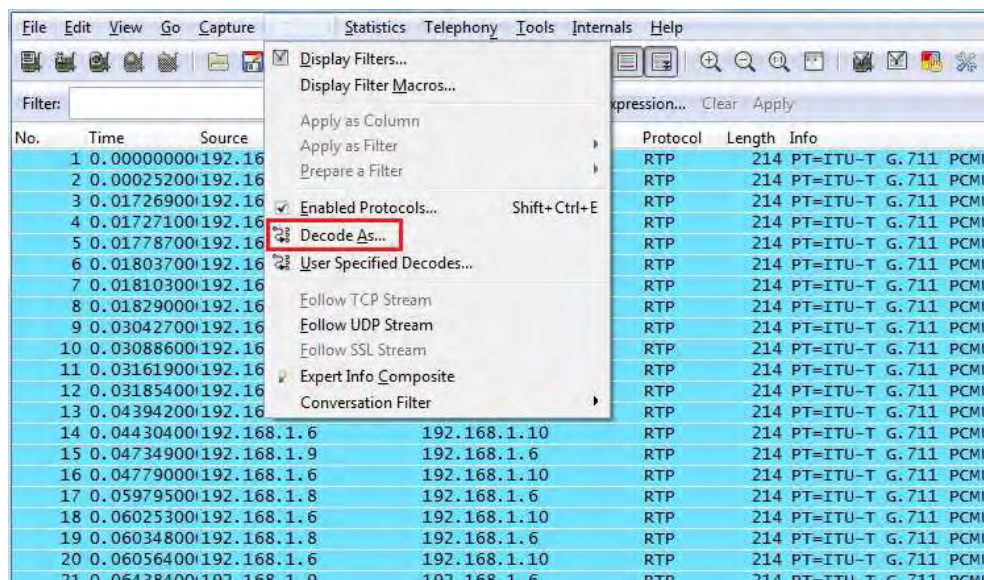 File Edit View Go Capture Statistics Telephony Tools Internals Help
Display Filters...
Display Filter Macros...
Filter: xpression... Clear Apply
Apply as Column
Apply as Filter
Prepare a Filter
Enabled Protocols... Shift+Ctrl+E
Decode As...
User Specified Decodes...
Follow TCP Stream
Follow UDP Stream
Follow SSL Stream
Expert Info Composite
Conversation Filter
No. Time Source Protocol Length Info
1 0.00000000 192.16 RTP 214 PT=ITU-T G.711 PCMU
2 0.00025200 192.16 RTP 214 PT=ITU-T G.711 PCMU
3 0.01726900 192.16 RTP 214 PT=ITU-T G.711 PCMU
4 0.01727100 192.16 RTP 214 PT=ITU-T G.711 PCMU
5 0.01778700 192.16 RTP 214 PT=ITU-T G.711 PCMU
6 0.01803700 192.16 RTP 214 PT=ITU-T G.711 PCMU
7 0.01810300 192.16 RTP 214 PT=ITU-T G.711 PCMU
8 0.01829000 192.16 RTP 214 PT=ITU-T G.711 PCMU
9 0.03042700 192.16 RTP 214 PT=ITU-T G.711 PCMU
10 0.03088600 192.16 RTP 214 PT=ITU-T G.711 PCMU
11 0.03161900 192.16 RTP 214 PT=ITU-T G.711 PCMU
12 0.03185400 192.16 RTP 214 PT=ITU-T G.711 PCMU
13 0.04394200 192.16 RTP 214 PT=ITU-T G.711 PCMU
14 0.04430400 192.168.1.6 192.168.1.10 RTP 214 PT=ITU-T G.711 PCMU
15 0.04734900 192.168.1.9 192.168.1.6 RTP 214 PT=ITU-T G.711 PCMU
16 0.04779000 192.168.1.6 192.168.1.10 RTP 214 PT=ITU-T G.711 PCMU
17 0.05979500 192.168.1.8 192.168.1.6 RTP 214 PT=ITU-T G.711 PCMU
18 0.06025300 192.168.1.6 192.168.1.10 RTP 214 PT=ITU-T G.711 PCMU
19 0.06034800 192.168.1.8 192.168.1.6 RTP 214 PT=ITU-T G.711 PCMU
20 0.06056400 192.168.1.6 192.168.1.10 RTP 214 PT=ITU-T G.711 PCMU